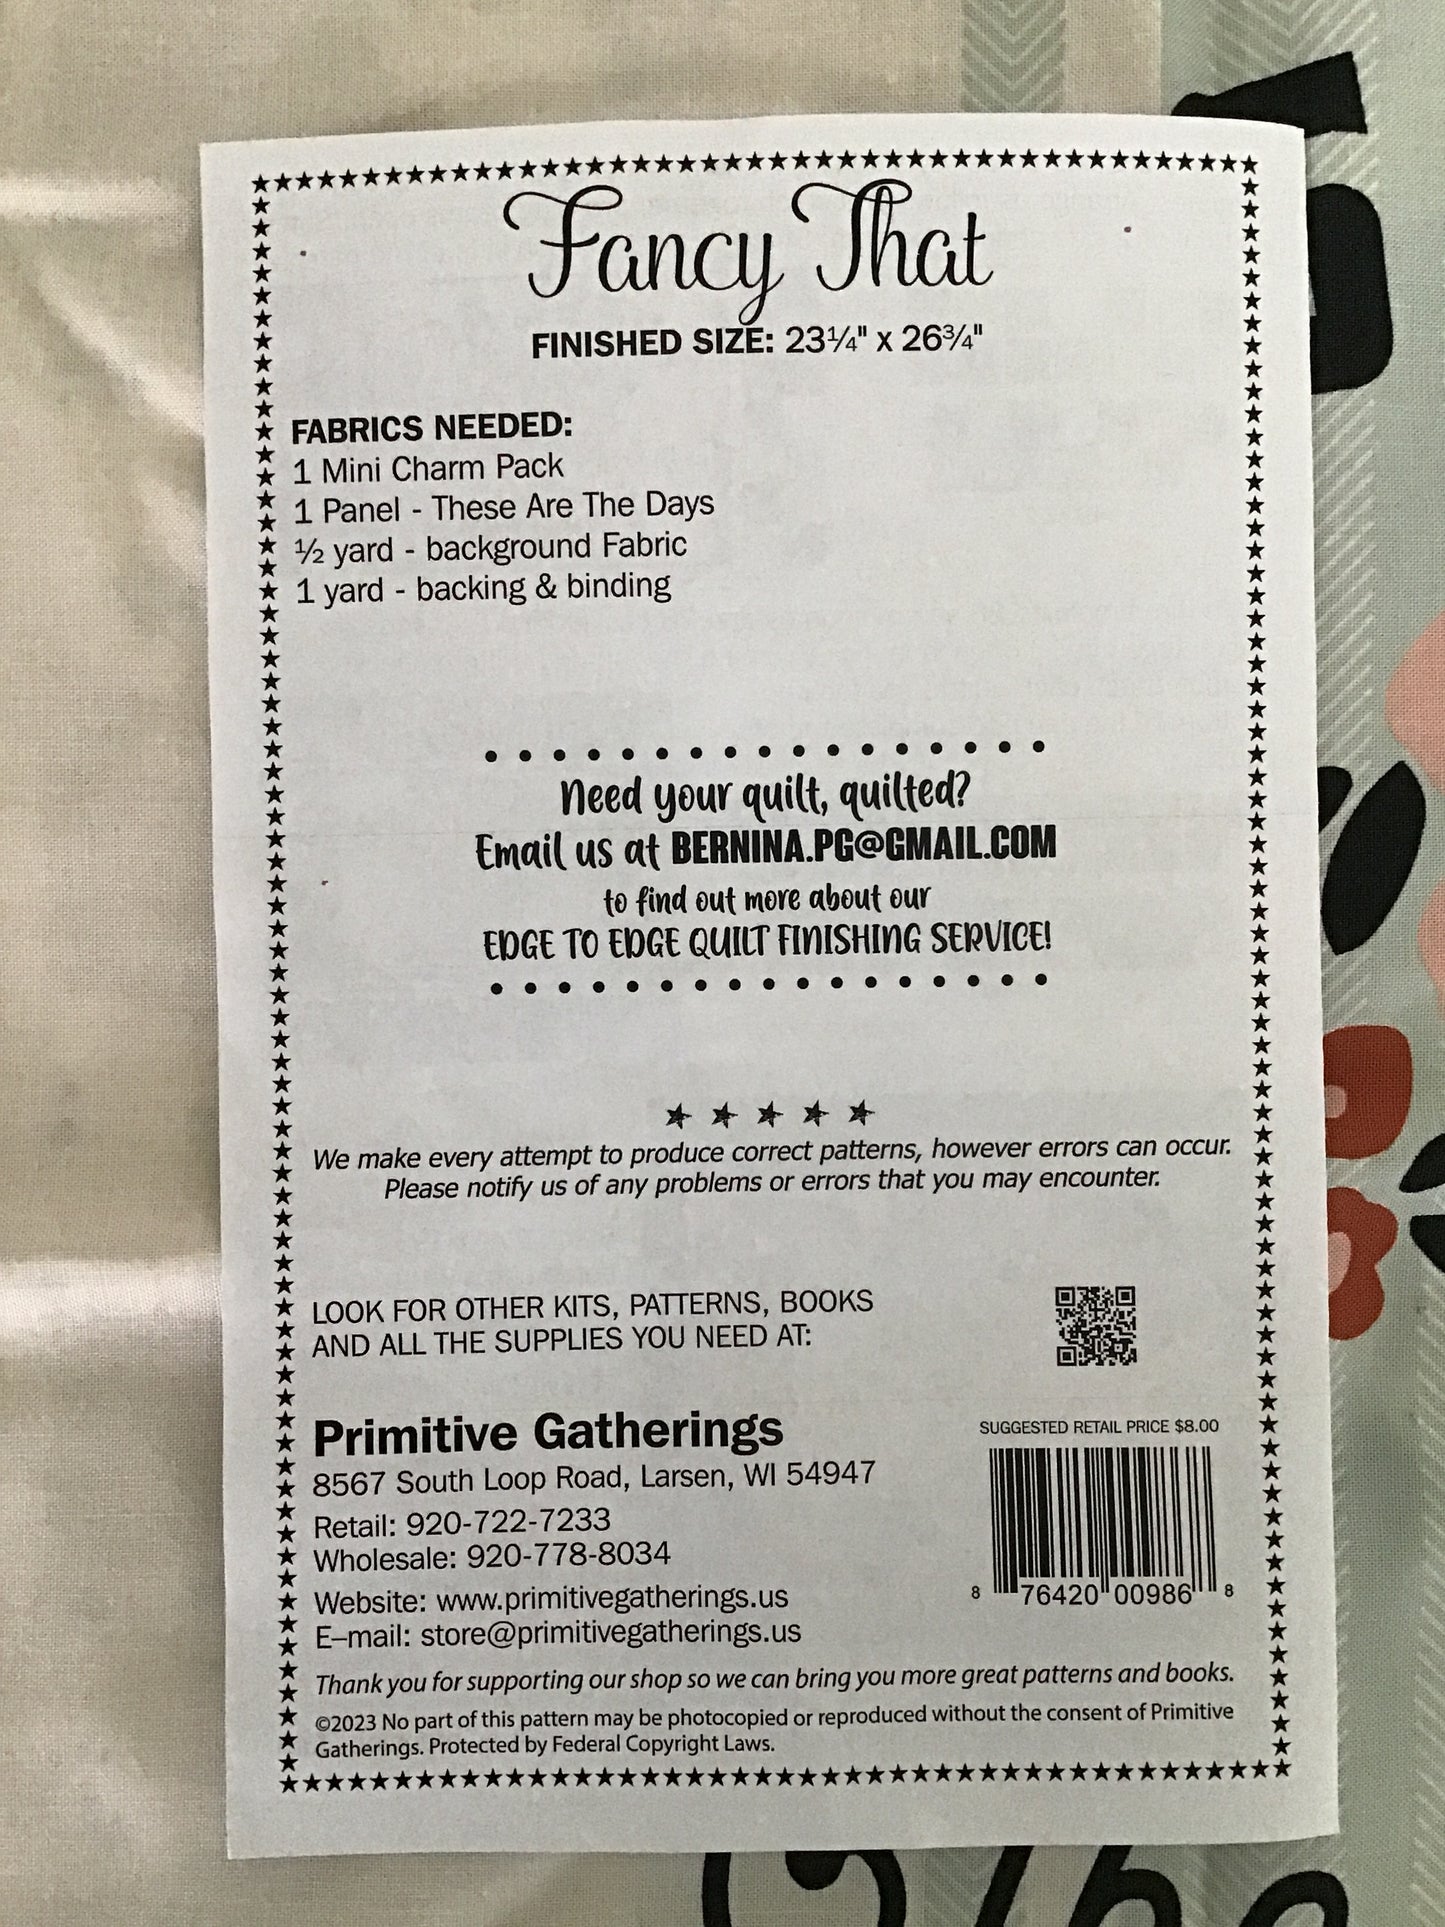 Fancy That
FINISHED SIZE: 23¼" x 26¾"
FABRICS NEEDED:
1 Mini Charm Pack
1 Panel - These Are The Days
½ yard - background Fabric
1 yard - backing & binding
Need your quilt, quilted?
Email us at BERNINA.PG@GMAIL.COM
to find out more about our
EDGE TO EDGE QUILT FINISHING SERVICE!
We make every attempt to produce correct patterns, however errors can occur.
Please notify us of any problems or errors that you may encounter.
LOOK FOR OTHER KITS, PATTERNS, BOOKS
AND ALL THE SUPPLIES YOU NEED AT:
Primitive Gatherings
8567 South Loop Road, Larsen, WI 54947
Retail: 920-722-7233
Wholesale: 920-778-8034
Website: www.primitivegatherings.us
E–mail: store@primitivegatherings.us
SUGGESTED RETAIL PRICE $8.00
8 76420 00986 8
Thank you for supporting our shop so we can bring you more great patterns and books.
©2023 No part of this pattern may be photocopied or reproduced without the consent of Primitive
Gatherings. Protected by Federal Copyright Laws.